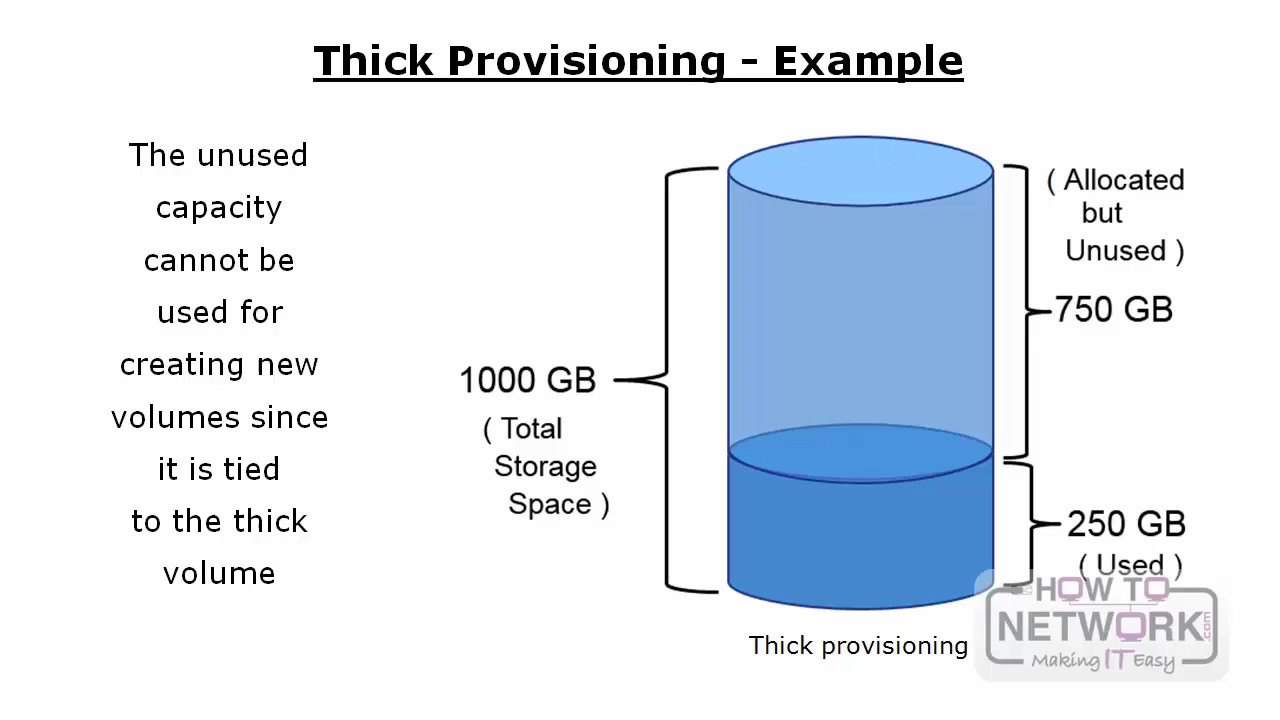 Thick Provisioning - Example
The unused
capacity
cannot be
used for
creating new
volumes since
it is tied
to the thick
volume
1000 GB
( Total
Storage
Space )
( Allocated
but
Unused )
750 GB
250 GB
( Used )
Thick provisioning
HOW TO
NETWORK.com
Making IT Easy